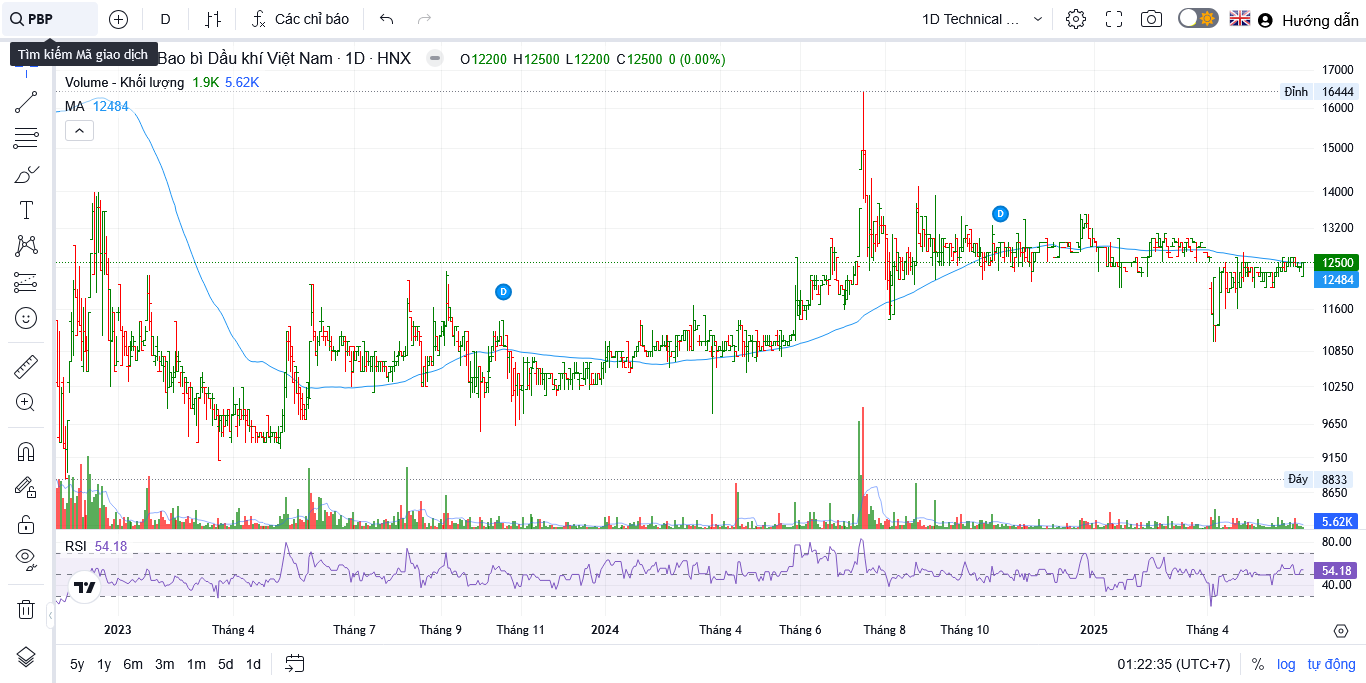 PBP
D
Các chỉ báo
1D Technical ...
Hướng dẫn
Tìm kiếm Mã giao dịch
Bao bì Dầu khí Việt Nam · 1D · HNX
O12200 H12500 L12200 C12500 0 (0.00%)
Volume - Khối lượng 1.9K 5.62K
MA 12484
17000
Đỉnh 16444
16000
15000
14000
13200
12500
12484
11600
10850
10250
9650
9150
Đáy 8833
8650
5.62K
D
D
RSI 54.18
80.00
54.18
40.00
2023 Tháng 4 Tháng 7 Tháng 9 Tháng 11 2024 Tháng 4 Tháng 6 Tháng 8 Tháng 10 2025 Tháng 4
5y 1y 6m 3m 1m 5d 1d
01:22:35 (UTC+7) % log tự động